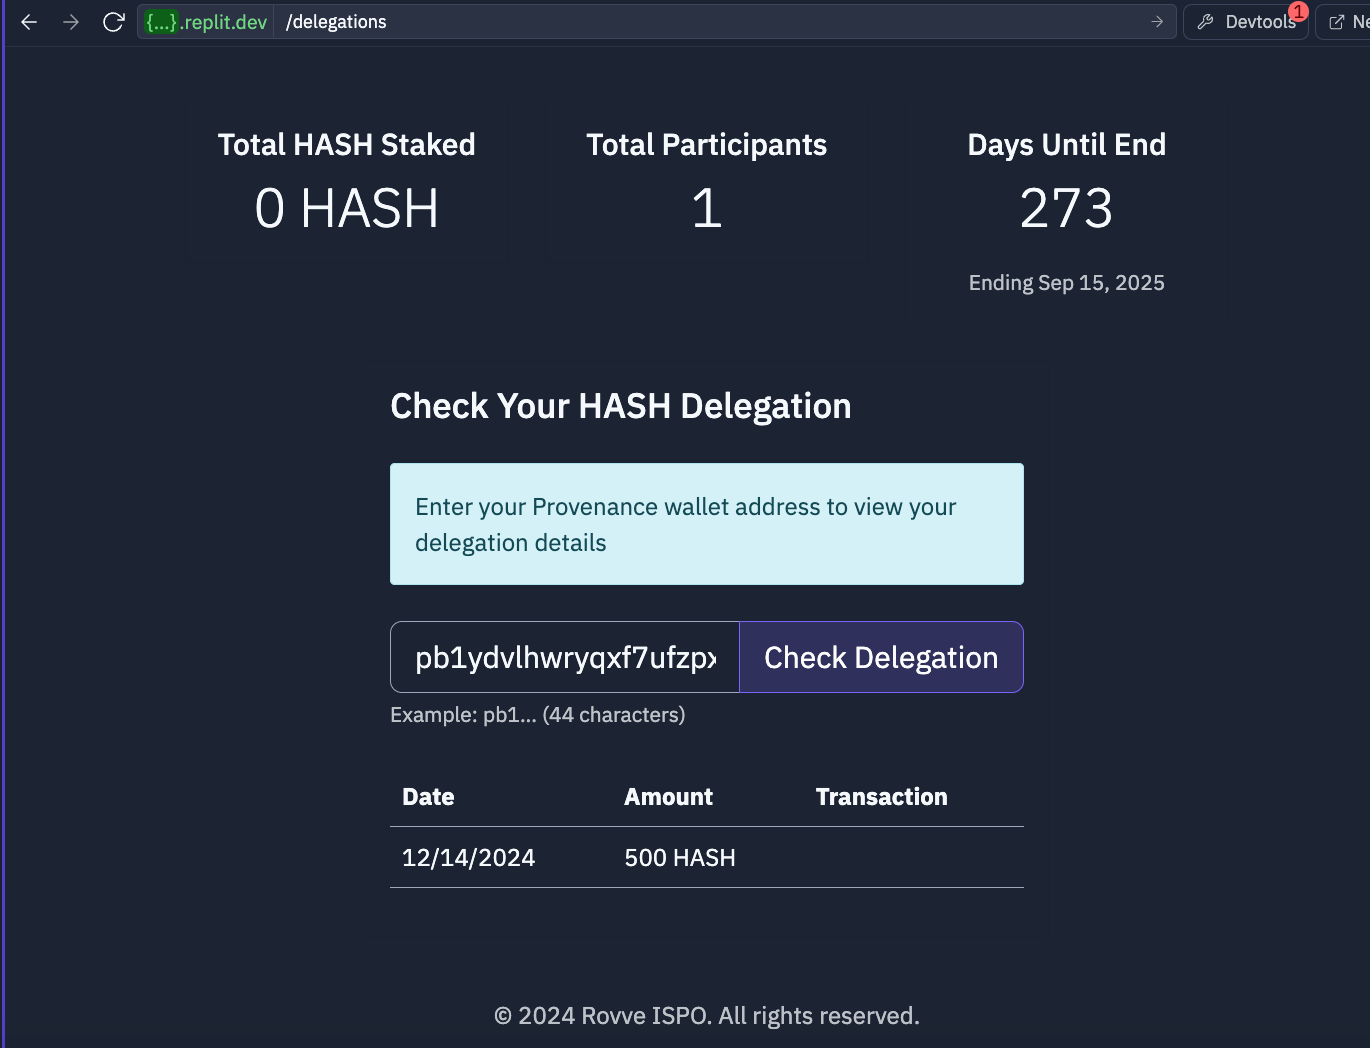 {...}.replit.dev /delegations Devtools 1 Ne
Total HASH Staked Total Participants Days Until End
0 HASH 1 273
Ending Sep 15, 2025
Check Your HASH Delegation
Enter your Provenance wallet address to view your
delegation details
pb1ydvlhwryqxf7ufzpx Check Delegation
Example: pb1... (44 characters)
Date Amount Transaction
12/14/2024 500 HASH
© 2024 Rovve ISPO. All rights reserved.